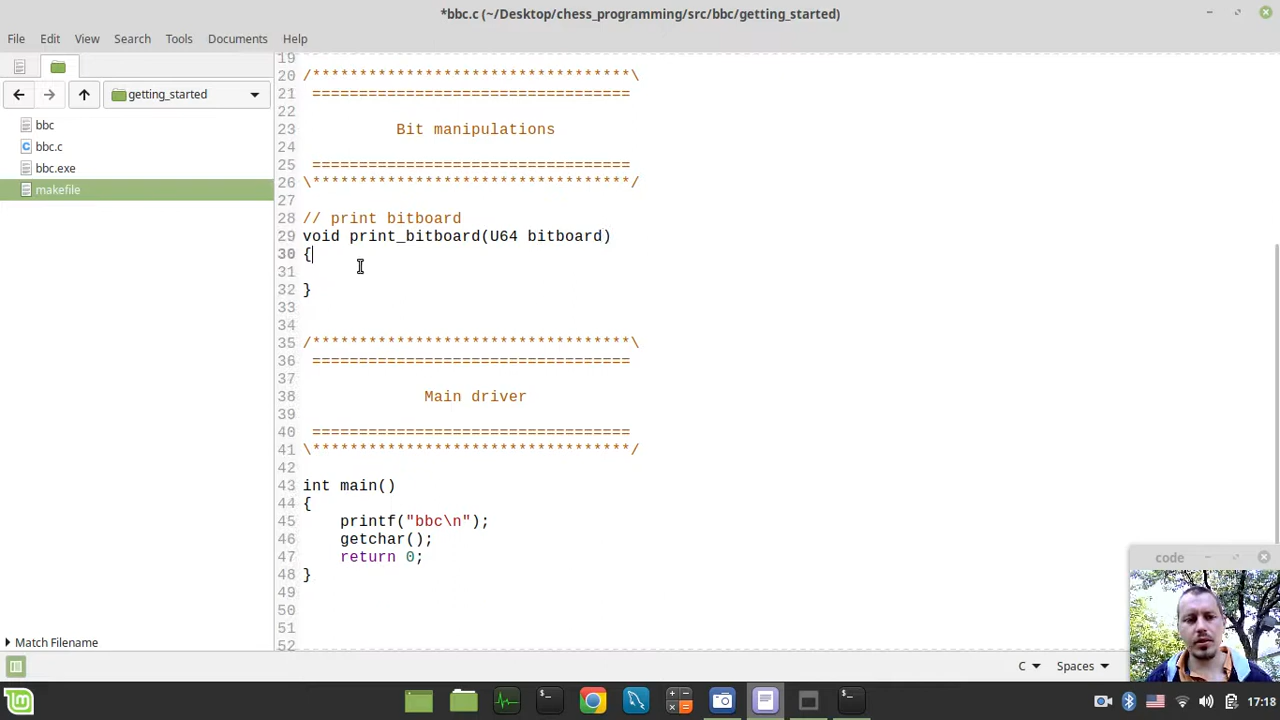 *bbc.c (~/Desktop/chess_programming/src/bbc/getting_started)
File Edit View Search Tools Documents Help
getting_started
bbc
bbc.c
bbc.exe
makefile
19
20 /**********************************\
21 ==================================
22
23 Bit manipulations
24
25 ==================================
26 \**********************************/
27
28 // print bitboard
29 void print_bitboard(U64 bitboard)
30 {
31
32 }
33
34
35 /**********************************\
36 ==================================
37
38 Main driver
39
40 ==================================
41 \**********************************/
42
43 int main()
44 {
45 printf("bbc\n");
46 getchar();
47 return 0;
48 }
49
50
51
52
code
Match Filename
C Spaces
17:18